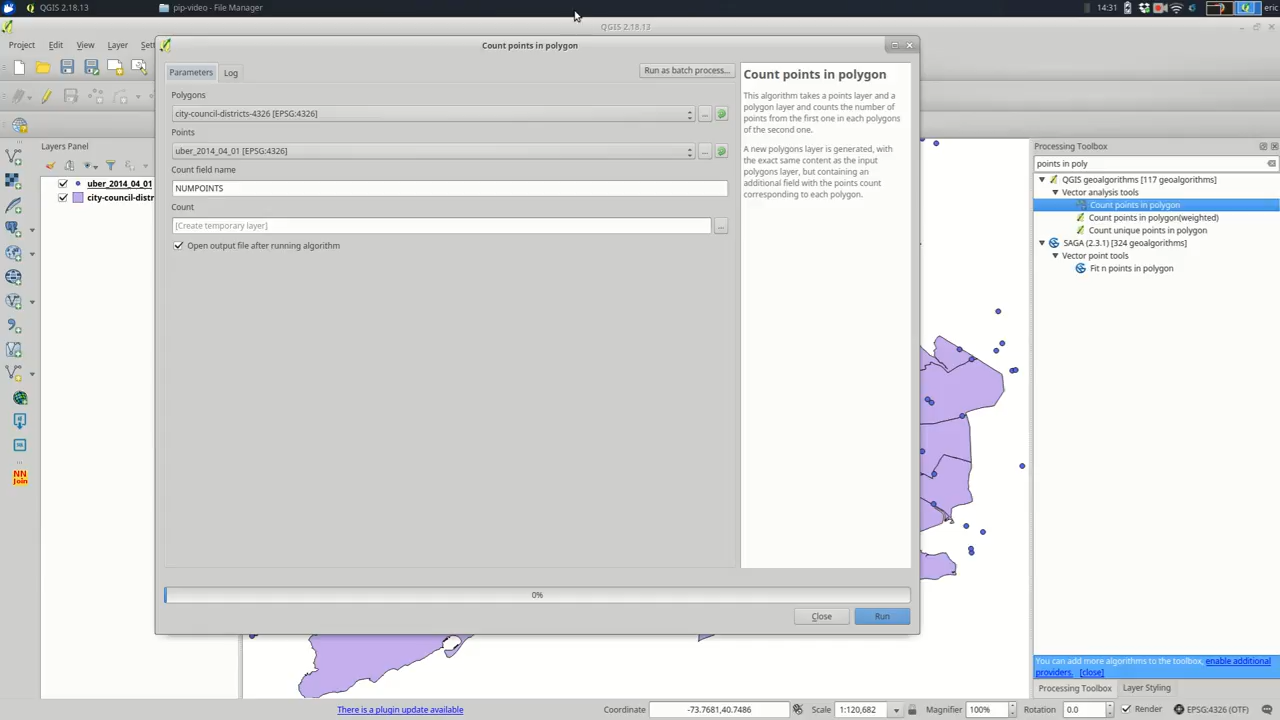 QGIS 2.18.13
pip-video - File Manager
14:31
eric
QGIS 2.18.13
Project
Edit
View
Layer
Count points in polygon
Parameters
Log
Run as batch process...
Polygons
city-council-districts-4326 [EPSG:4326]
...
Points
uber_2014_04_01 [EPSG:4326]
...
Count field name
NUMPOINTS
Count
[Create temporary layer]
...
Open output file after running algorithm
Count points in polygon
This algorithm takes a points layer and a
polygon layer and counts the number of
points from the first one in each polygons
of the second one.
A new polygons layer is generated, with
the exact same content as the input
polygons layer, but containing an
additional field with the points count
corresponding to each polygon.
0%
Close
Run
Layers Panel
uber_2014_04_01
city-council-distr
NN
Join
Processing Toolbox
points in poly
QGIS geoalgorithms [117 geoalgorithms]
Vector analysis tools
Count points in polygon
Count points in polygon(weighted)
Count unique points in polygon
SAGA (2.3.1) [324 geoalgorithms]
Vector point tools
Fit n points in polygon
You can add more algorithms to the toolbox, enable additional
providers. [close]
Processing Toolbox
Layer Styling
There is a plugin update available
Coordinate
-73.7681,40.7486
Scale
1:120,682
Magnifier
100%
Rotation
0.0
Render
EPSG:4326 (OTF)